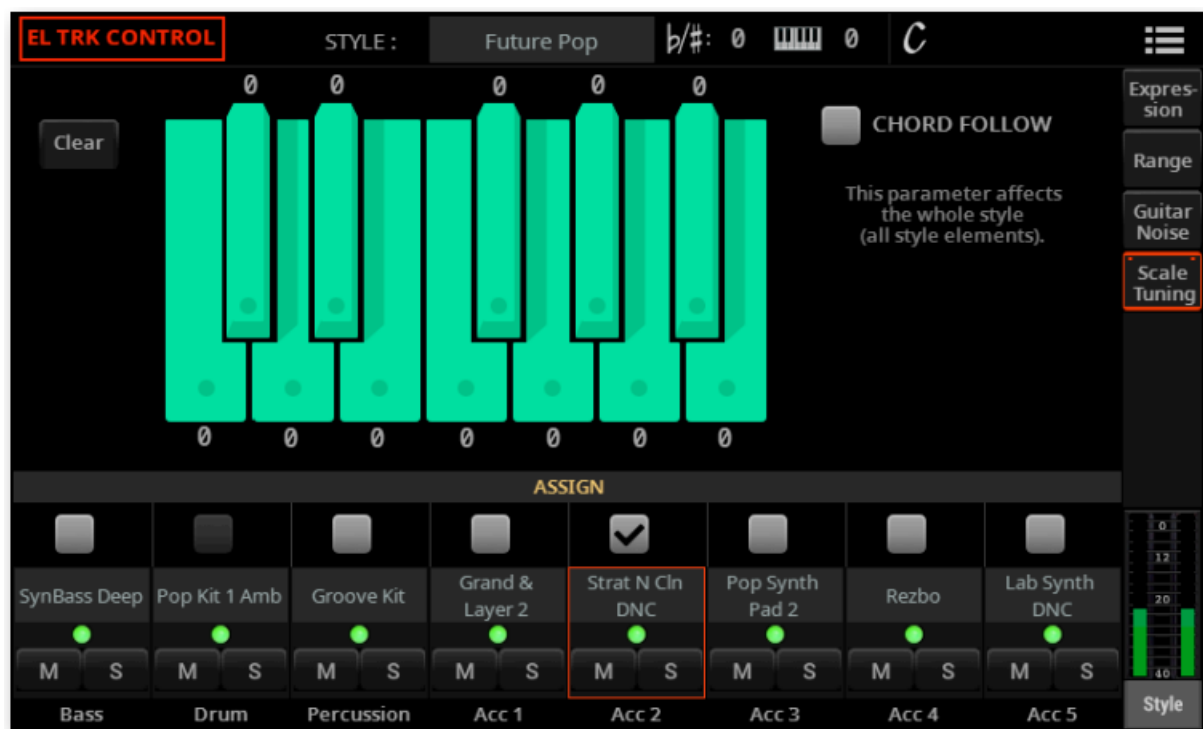 EL TRK CONTROL STYLE : Future Pop ♭/♯: 0 0 C
0 0 0 0 0
Clear
CHORD FOLLOW
This parameter affects
the whole style
(all style elements).
0 0 0 0 0 0 0
Expres-
sion
Range
Guitar
Noise
Scale
Tuning
ASSIGN
SynBass Deep
Pop Kit 1 Amb
Groove Kit
Grand &
Layer 2
Strat N Cln
DNC
Pop Synth
Pad 2
Rezbo
Lab Synth
DNC
M S M S M S M S M S M S M S M S
Bass Drum Percussion Acc 1 Acc 2 Acc 3 Acc 4 Acc 5
0
12
20
40
Style